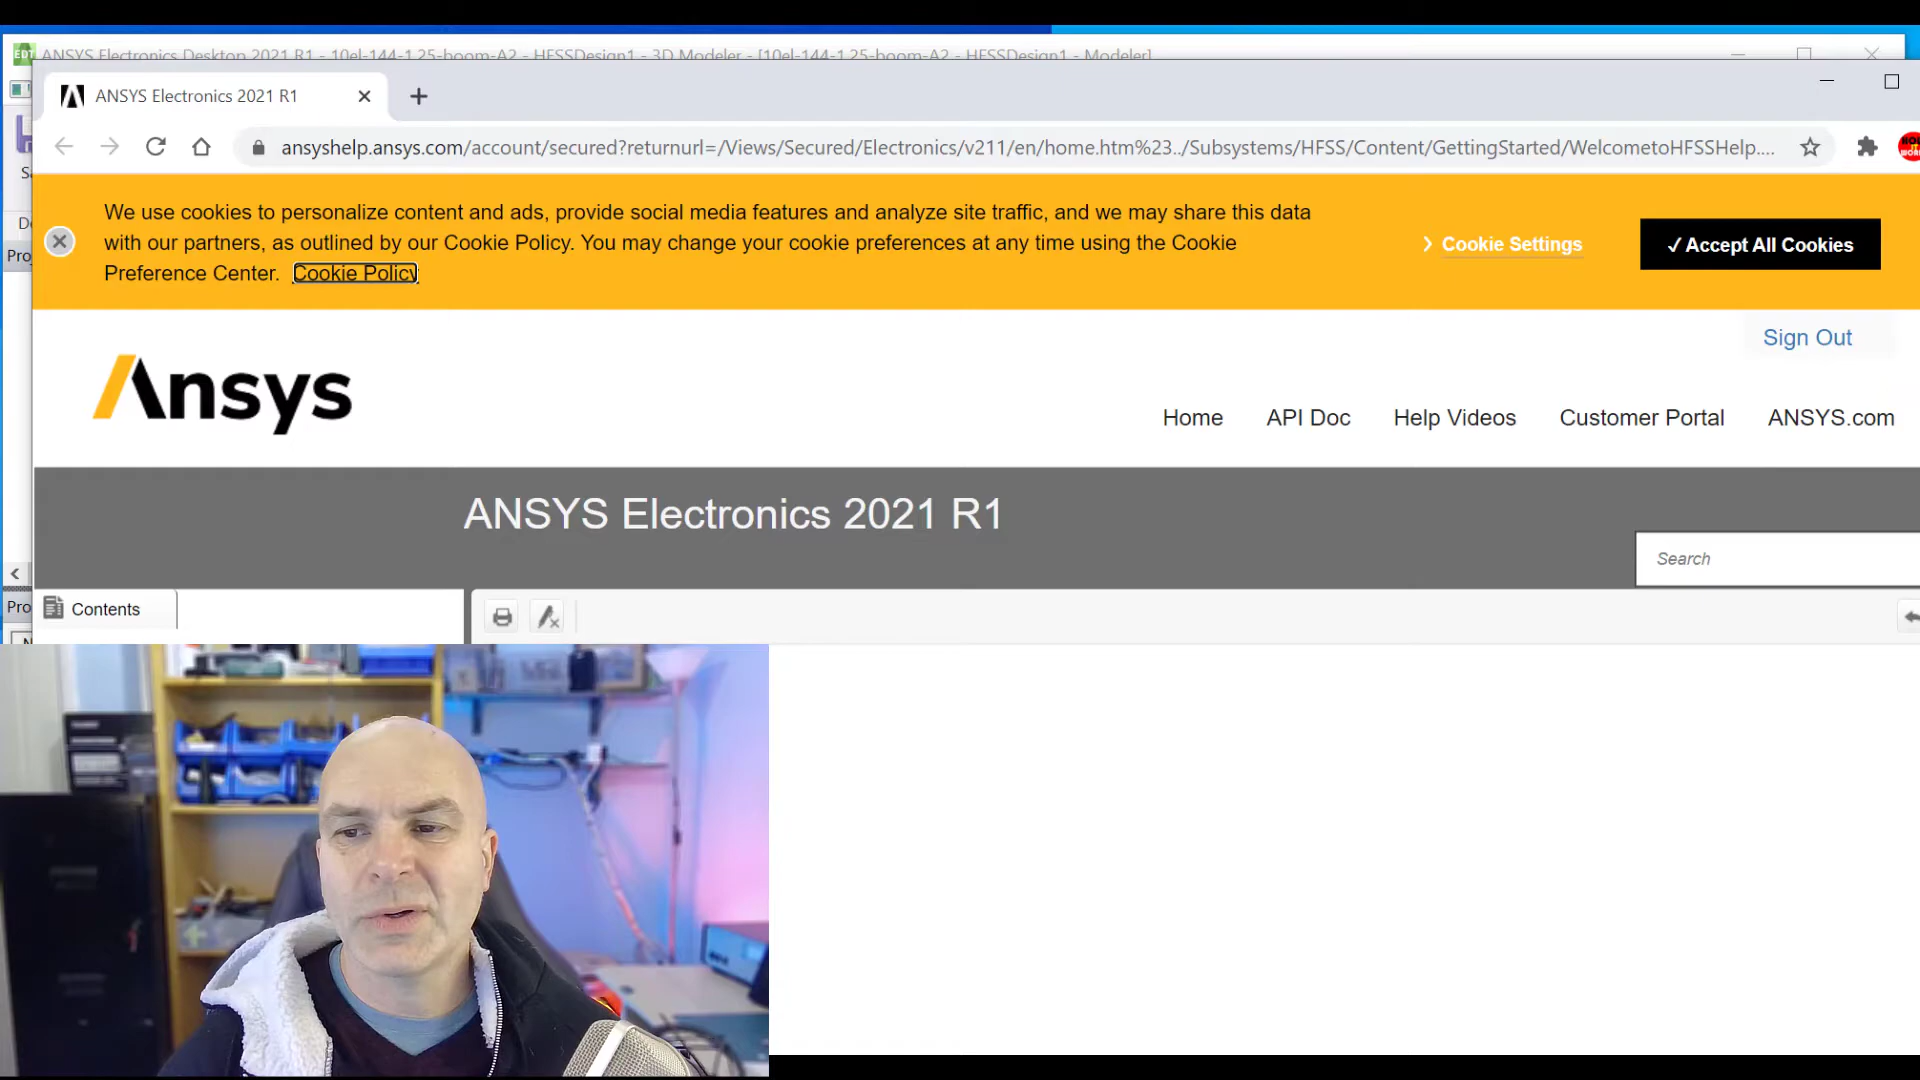 ANSYS Electronics Desktop 2021 R1 - 10el-144-1.25-boom-A2 - HFSSDesign1 - 3D Modeler - [10el-144-1.25-boom-A2 - HFSSDesign1 - Modeler]
ANSYS Electronics 2021 R1
ansyshelp.ansys.com/account/secured?returnurl=/Views/Secured/Electronics/v211/en/home.htm%23../Subsystems/HFSS/Content/GettingStarted/WelcometoHFSSHelp....
We use cookies to personalize content and ads, provide social media features and analyze site traffic, and we may share this data
with our partners, as outlined by our Cookie Policy. You may change your cookie preferences at any time using the Cookie
Preference Center. Cookie Policy
Cookie Settings
✓ Accept All Cookies
Sign Out
Ansys
Home API Doc Help Videos Customer Portal ANSYS.com
ANSYS Electronics 2021 R1
Search
Contents